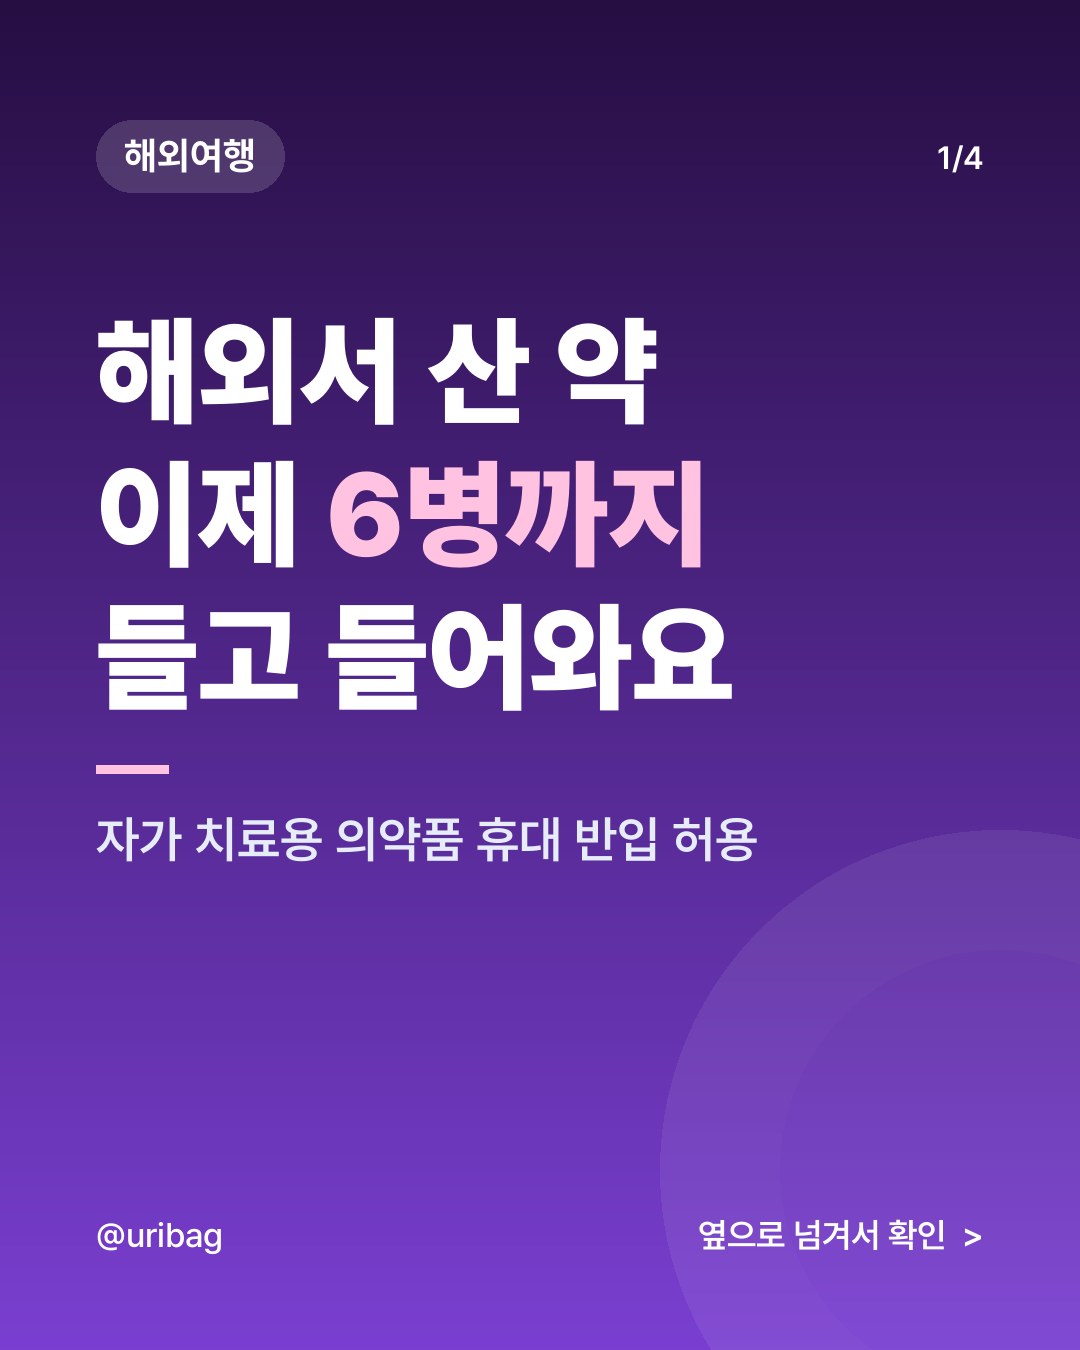 해외여행
1/4
해외서 산 약
이제 6병까지
들고 들어와요
자가 치료용 의약품 휴대 반입 허용
@uribag
옆으로 넘겨서 확인 >